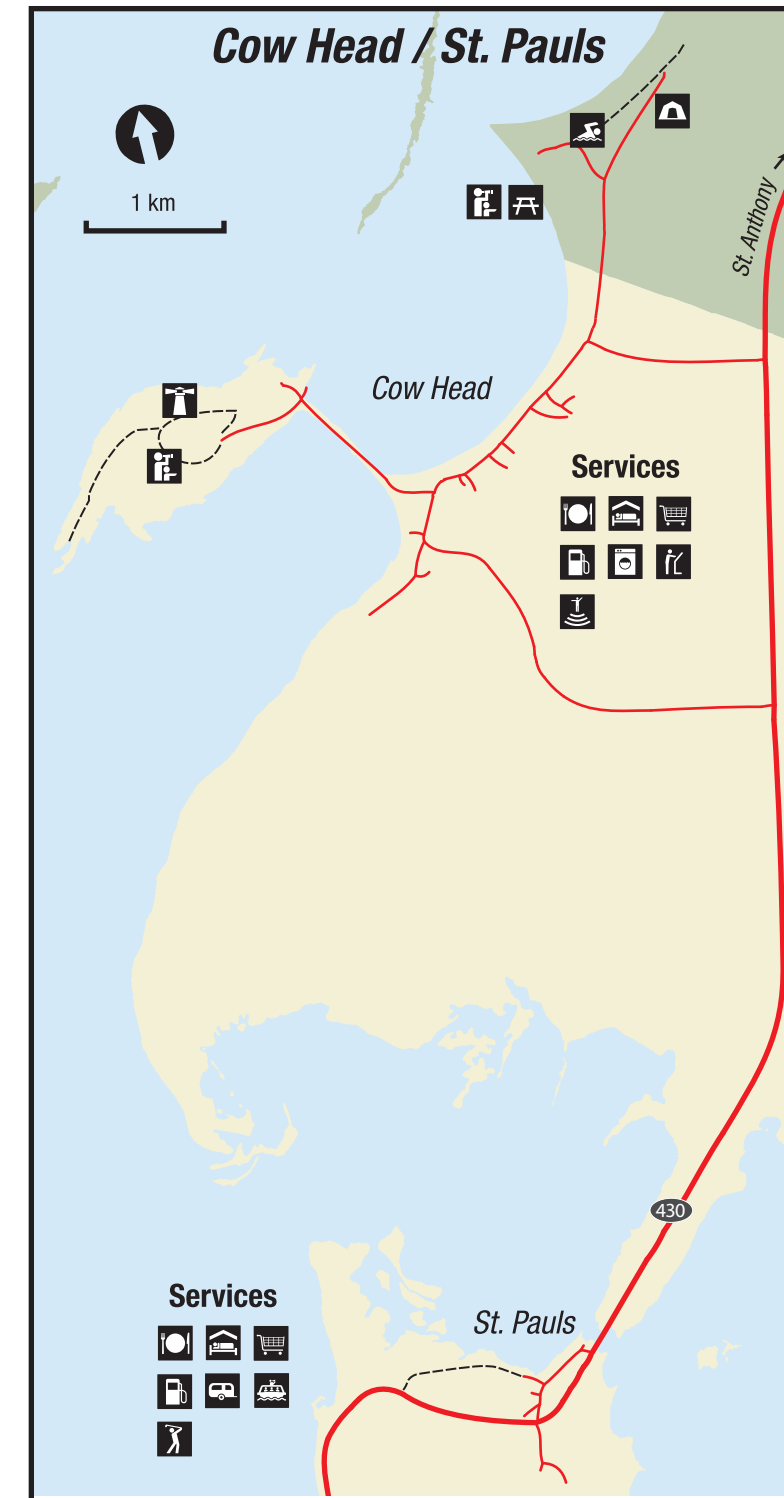 Cow Head / St. Pauls
1 km
St. Anthony
Cow Head
Services
430
Services
St. Pauls